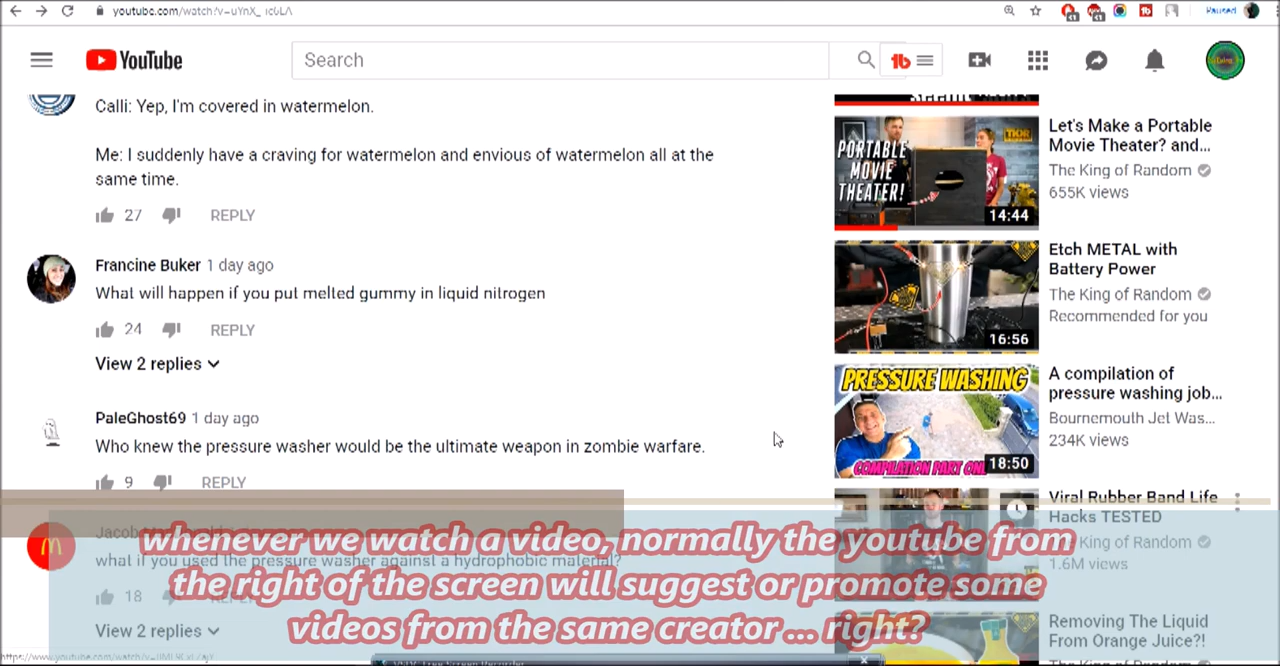 YouTube
Search
Paused
Calli: Yep, I'm covered in watermelon.
Me: I suddenly have a craving for watermelon and envious of watermelon all at the
same time.
27 REPLY
Francine Buker 1 day ago
What will happen if you put melted gummy in liquid nitrogen
24 REPLY
View 2 replies
PaleGhost69 1 day ago
Who knew the pressure washer would be the ultimate weapon in zombie warfare.
9 REPLY
what if you used the pressure washer against a hydrophobic material?
18 REPLY
View 2 replies
whenever we watch a video, normally the youtube from
the right of the screen will suggest or promote some
videos from the same creator ... right?
PORTABLE
MOVIE
THEATER!
14:44
Let's Make a Portable
Movie Theater? and...
The King of Random
655K views
16:56
Etch METAL with
Battery Power
The King of Random
Recommended for you
PRESSURE WASHING
COMPILATION PART ONE
18:50
A compilation of
pressure washing job...
Bournemouth Jet Was...
234K views
Viral Rubber Band Life
Hacks TESTED
King of Random
1.6M views
Removing The Liquid
From Orange Juice?!